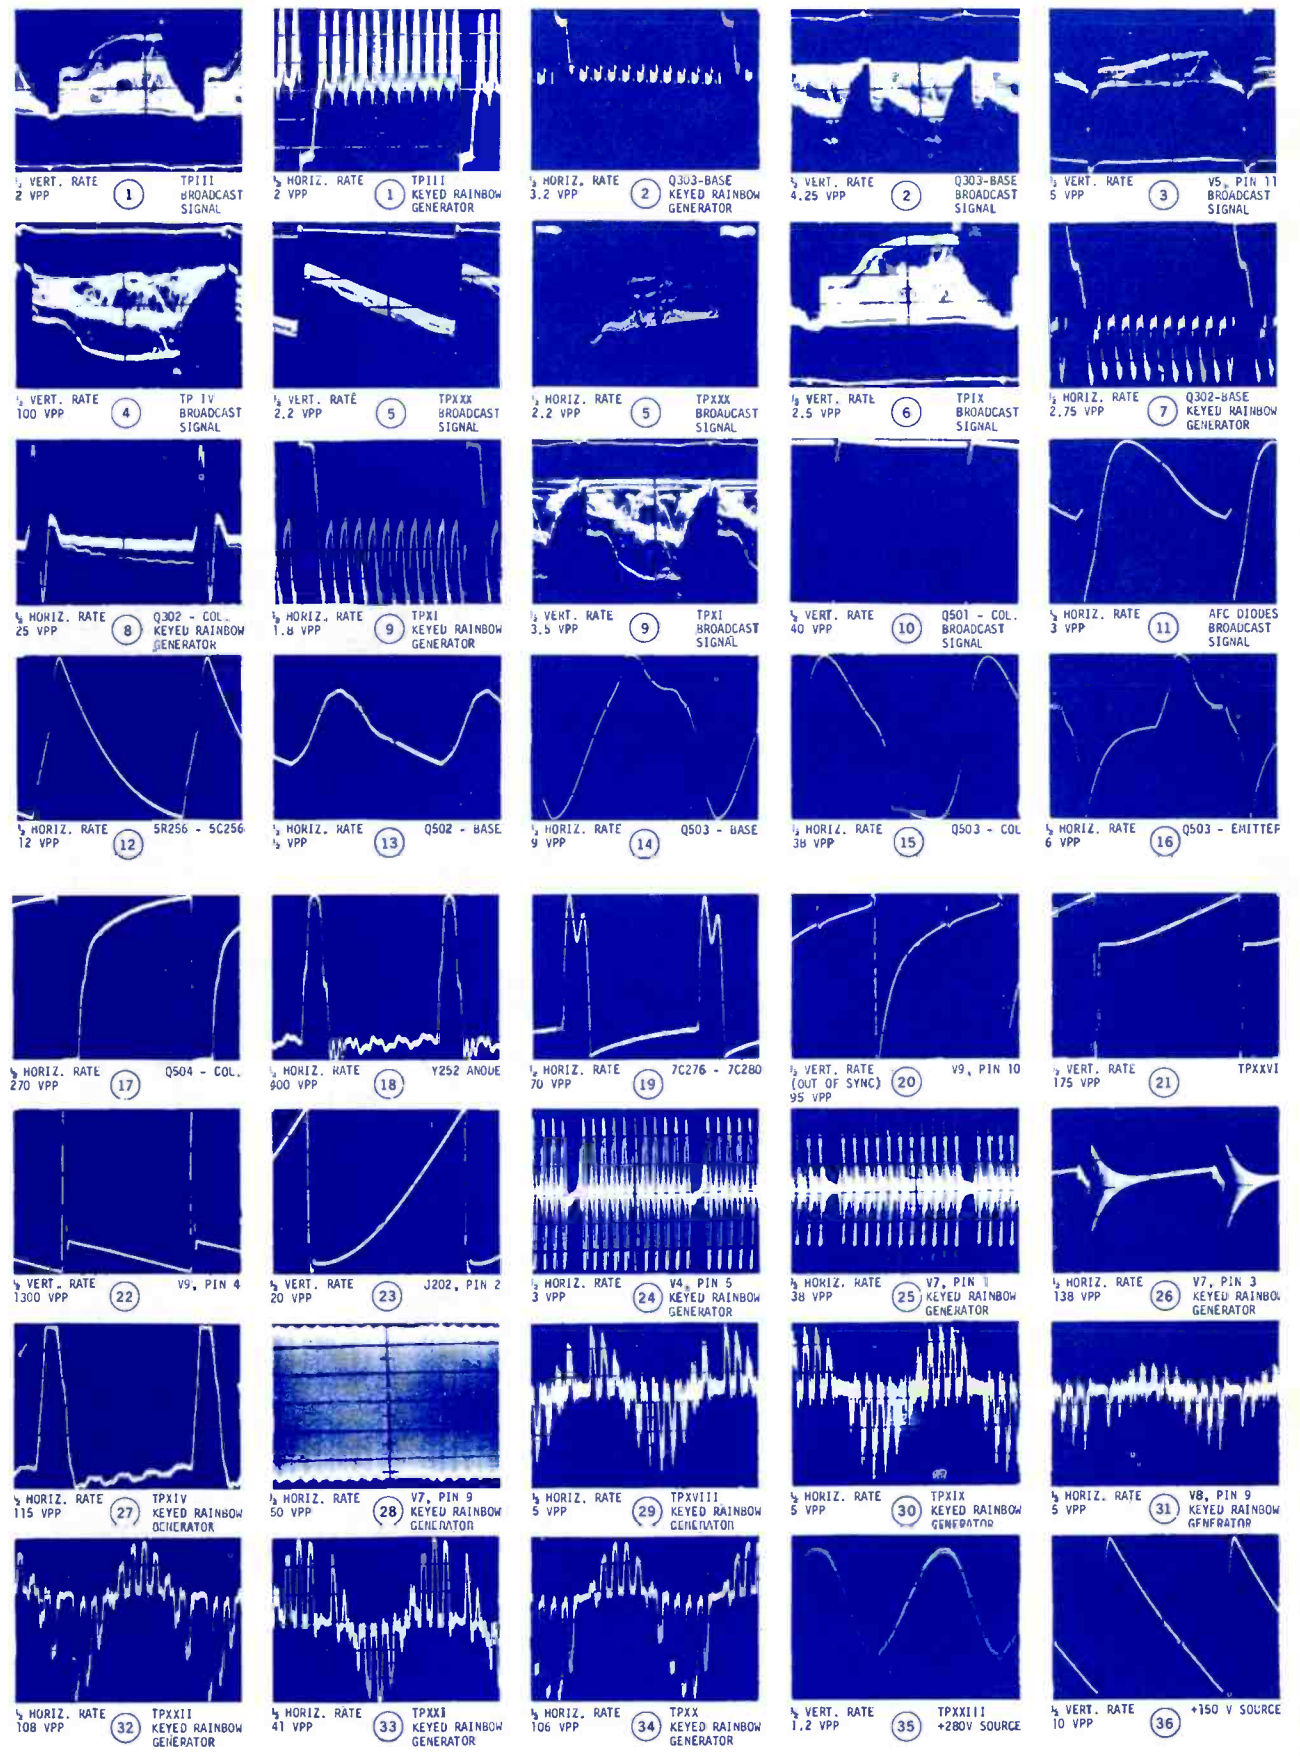 ½ VERT. RATE
2 VPP
1
TPIII
BROADCAST
SIGNAL
½ HORIZ. RATE
2 VPP
1
TPIII
KEYED RAINBOW
GENERATOR
½ HORIZ. RATE
3.2 VPP
2
Q303-BASE
KEYED RAINBOW
GENERATOR
½ VERT. RATE
4.25 VPP
2
Q303-BASE
BROADCAST
SIGNAL
½ VERT. RATE
5 VPP
3
V5, PIN 11
BROADCAST
SIGNAL
½ VERT. RATE
100 VPP
4
TP IV
BROADCAST
SIGNAL
½ VERT. RATE
2.2 VPP
5
TPXXX
BROADCAST
SIGNAL
½ HORIZ. RATE
2.2 VPP
5
TPXXX
BROADCAST
SIGNAL
½ VERT. RATE
2.5 VPP
6
TPIX
BROADCAST
SIGNAL
½ HORIZ. RATE
2.75 VPP
7
Q302-BASE
KEYED RAINBOW
GENERATOR
½ HORIZ. RATE
25 VPP
8
Q302 - COL.
KEYED RAINBOW
GENERATOR
½ HORIZ. RATE
1.8 VPP
9
TPXI
KEYED RAINBOW
GENERATOR
½ VERT. RATE
3.5 VPP
9
TPXI
BROADCAST
SIGNAL
½ VERT. RATE
40 VPP
10
Q501 - COL.
BROADCAST
SIGNAL
½ HORIZ. RATE
3 VPP
11
AFC DIODES
BROADCAST
SIGNAL
½ HORIZ. RATE
12 VPP
12
5R256 - 5C256
½ HORIZ. RATE
VPP
13
Q502 - BASE
½ HORIZ. RATE
9 VPP
14
Q503 - BASE
½ HORIZ. RATE
38 VPP
15
Q503 - COL
½ HORIZ. RATE
6 VPP
16
Q503 - EMITTER
½ HORIZ. RATE
270 VPP
17
Q504 - COL.
½ HORIZ. RATE
VPP
18
Y252 ANODE
½ HORIZ. RATE
70 VPP
19
7C276 - 7C280
½ VERT. RATE
(OUT OF SYNC)
95 VPP
20
V9, PIN 10
½ VERT. RATE
175 VPP
21
TPXXVI
½ VERT. RATE
1300 VPP
22
V9, PIN 4
½ VERT. RATE
20 VPP
23
J202, PIN 2
½ HORIZ. RATE
3 VPP
24
V4, PIN 5
KEYED RAINBOW
GENERATOR
½ HORIZ. RATE
38 VPP
25
V7, PIN
KEYED RAINBOW
GENERATOR
½ HORIZ. RATE
138 VPP
26
V7, PIN 3
KEYED RAINBOW
GENERATOR
½ HORIZ. RATE
115 VPP
27
TPXIV
KEYED RAINBOW
GENERATOR
½ HORIZ. RATE
VPP
28
V7, PIN 9
KEYED RAINBOW
GENERATOR
½ HORIZ. RATE
5 VPP
29
TPXVIII
KEYED RAINBOW
GENERATOR
½ HORIZ. RATE
5 VPP
30
TPXIX
KEYED RAINBOW
GENERATOR
½ HORIZ. RATE
5 VPP
31
V8, PIN 9
KEYED RAINBOW
GENERATOR
½ HORIZ. RATE
108 VPP
32
TPXXII
KEYED RAINBOW
GENERATOR
½ HORIZ. RATE
41 VPP
33
TPXXI
KEYED RAINBOW
GENERATOR
½ HORIZ. RATE
106 VPP
34
TPXX
KEYED RAINBOW
GENERATOR
½ VERT. RATE
1.2 VPP
35
TPXXIII
+280V SOURCE
½ VERT. RATE
10 VPP
36
+150 V SOURCE